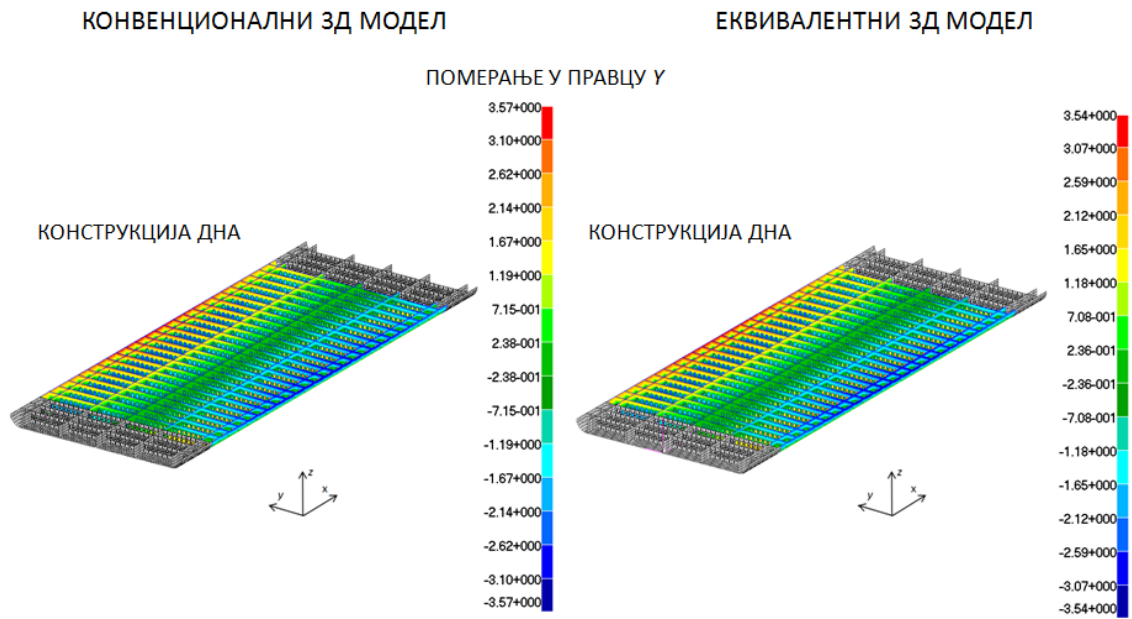 КОНВЕНЦИОНАЛНИ 3Д МОДЕЛ
ЕКВИВАЛЕНТНИ 3Д МОДЕЛ
ПОМЕРАЊЕ У ПРАВЦУ Y
3.57+000
3.10+000
2.62+000
2.14+000
1.67+000
1.19+000
7.15-001
2.38-001
-2.38-001
-7.15-001
-1.19+000
-1.67+000
-2.14+000
-2.62+000
-3.10+000
-3.57+000
КОНСТРУКЦИЈА ДНА
z
y
x
3.54+000
3.07+000
2.59+000
2.12+000
1.65+000
1.18+000
7.08-001
2.36-001
-2.36-001
-7.08-001
-1.18+000
-1.65+000
-2.12+000
-2.59+000
-3.07+000
-3.54+000
КОНСТРУКЦИЈА ДНА
z
y
x